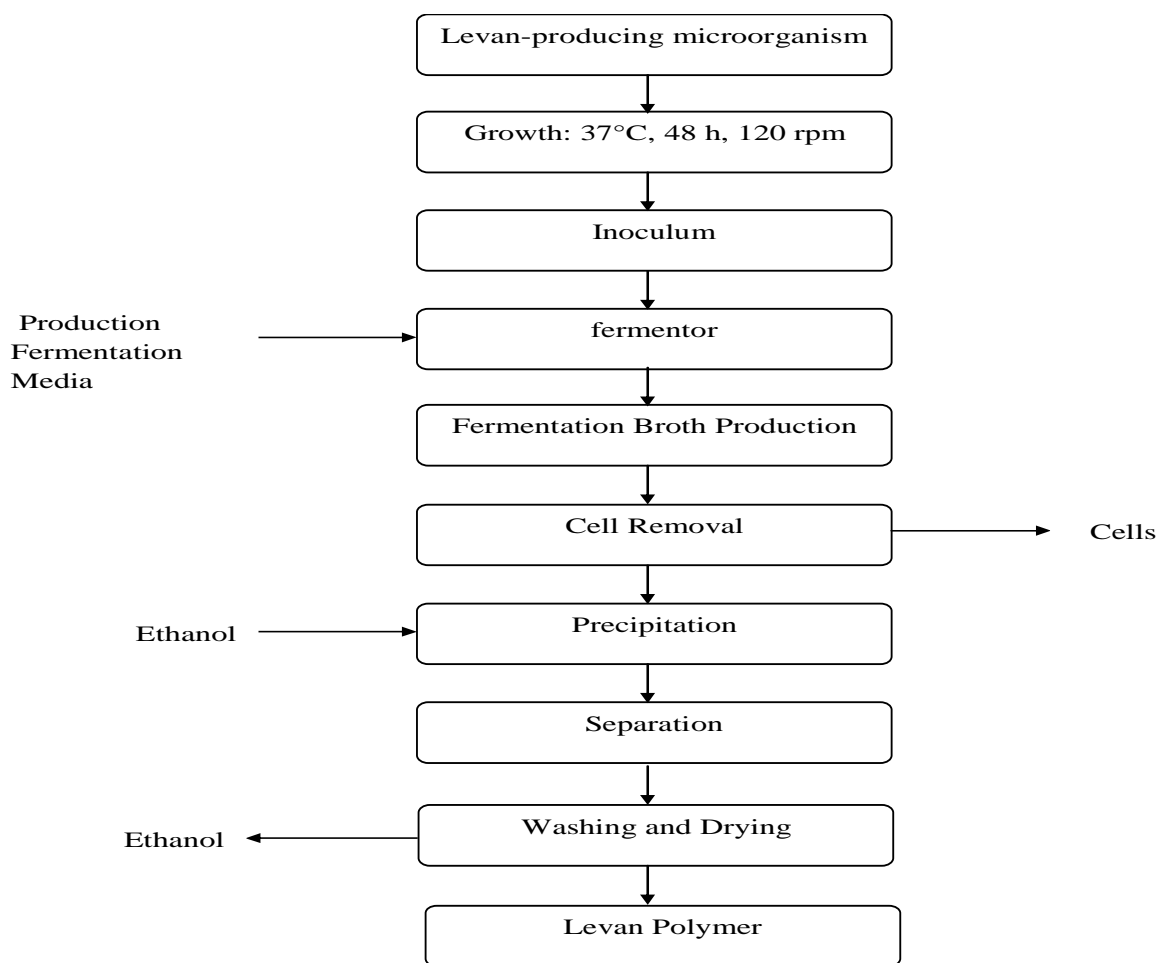 Levan-producing microorganism
Growth: 37°C, 48 h, 120 rpm
Inoculum
Production
Fermentation
Media
fermentor
Fermentation Broth Production
Cell Removal
Cells
Ethanol
Precipitation
Separation
Ethanol
Washing and Drying
Levan Polymer